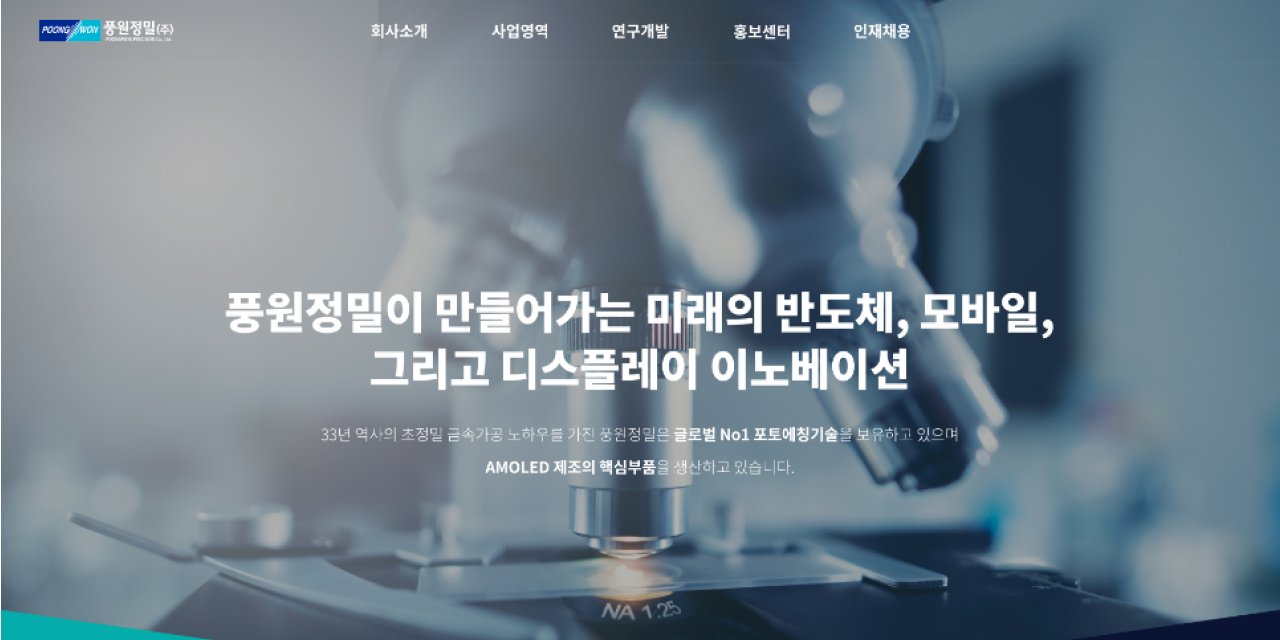 POONGWON 풍원정밀(주)
회사소개 사업영역 연구개발 홍보센터 인재채용
풍원정밀이 만들어가는 미래의 반도체, 모바일,
그리고 디스플레이 이노베이션
33년 역사의 초정밀 금속가공 노하우를 가진 풍원정밀은 글로벌 No1 포토에칭기술을 보유하고 있으며
AMOLED 제조의 핵심부품을 생산하고 있습니다.
NA 1.25